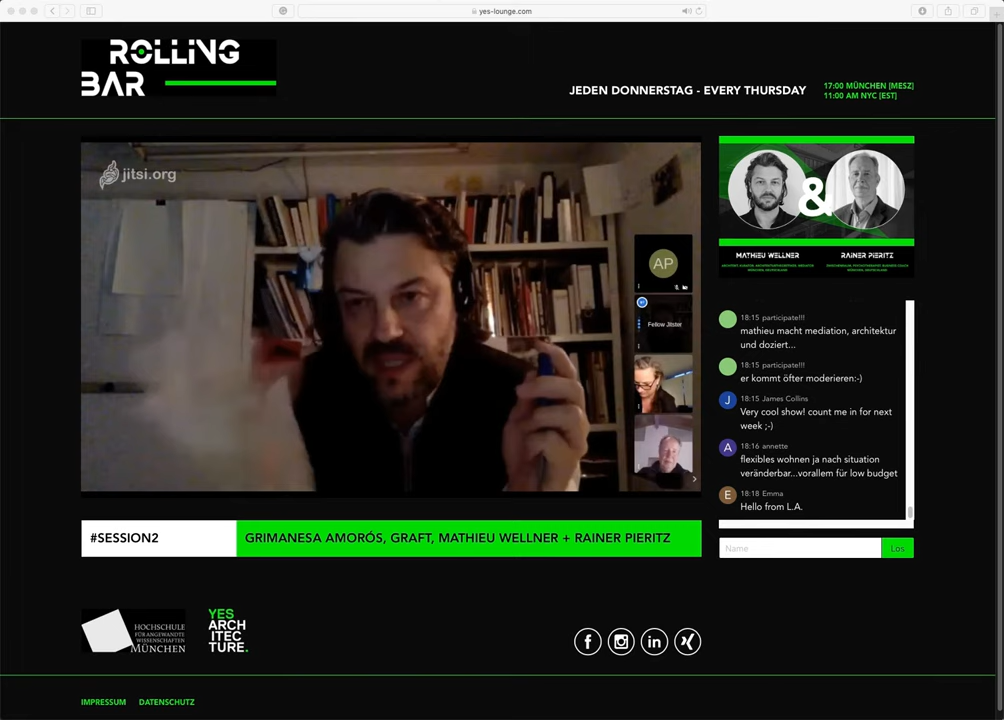 yes-lounge.com
ROLLING
BAR
JEDEN DONNERSTAG - EVERY THURSDAY
17:00 MÜNCHEN [MESZ]
11:00 AM NYC [EST]
jitsi.org
AP
Fellow Jitster
&
MATHIEU WELLNER
RAINER PIERITZ
18:15 participate!!!
mathieu macht mediation, architektur
und doziert...
18:15 participate!!!
er kommt öfter moderieren:-)
J
18:15 James Collins
Very cool show! count me in for next
week ;-)
A
18:16 annette
flexibles wohnen ja nach situation
veränderbar...vorallem für low budget
E
18:18 Emma
Hello from L.A.
#SESSION2
GRIMANESA AMORÓS, GRAFT, MATHIEU WELLNER + RAINER PIERITZ
Name
Los
HOCHSCHULE
FÜR ANGEWANDTE
WISSENSCHAFTEN
MÜNCHEN
YES
ARCH
ITEC
TURE.
IMPRESSUM
DATENSCHUTZ